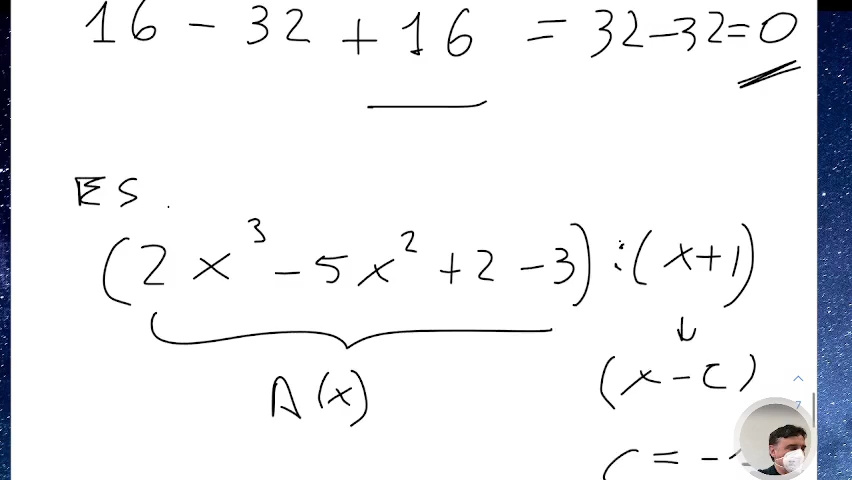 16 - 32 + 16 = 32-32=0
ES.
(2x³ - 5x² + 2 - 3) : (x+1)
A(x)
(x - c)
c = -